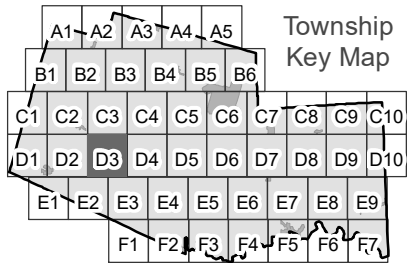 Township
Key Map
A1 A2 A3 A4 A5
B1 B2 B3 B4 B5 B6
C1 C2 C3 C4 C5 C6 C7 C8 C9 C10
D1 D2 D3 D4 D5 D6 D7 D8 D9 D10
E1 E2 E3 E4 E5 E6 E7 E8 E9
F1 F2 F3 F4 F5 F6 F7